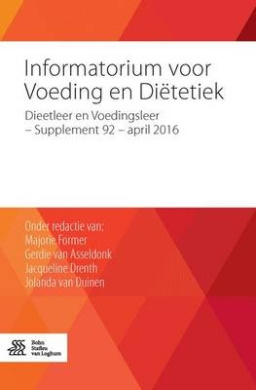 Informatorium voor
Voeding en Diëtetiek
Dieetleer en Voedingsleer
– Supplement 92 – april 2016
Onder redactie van:
Majorie Former
Gerdie van Asseldonk
Jacqueline Drenth
Jolanda van Duinen
Bohn
Stafleu
van Loghum